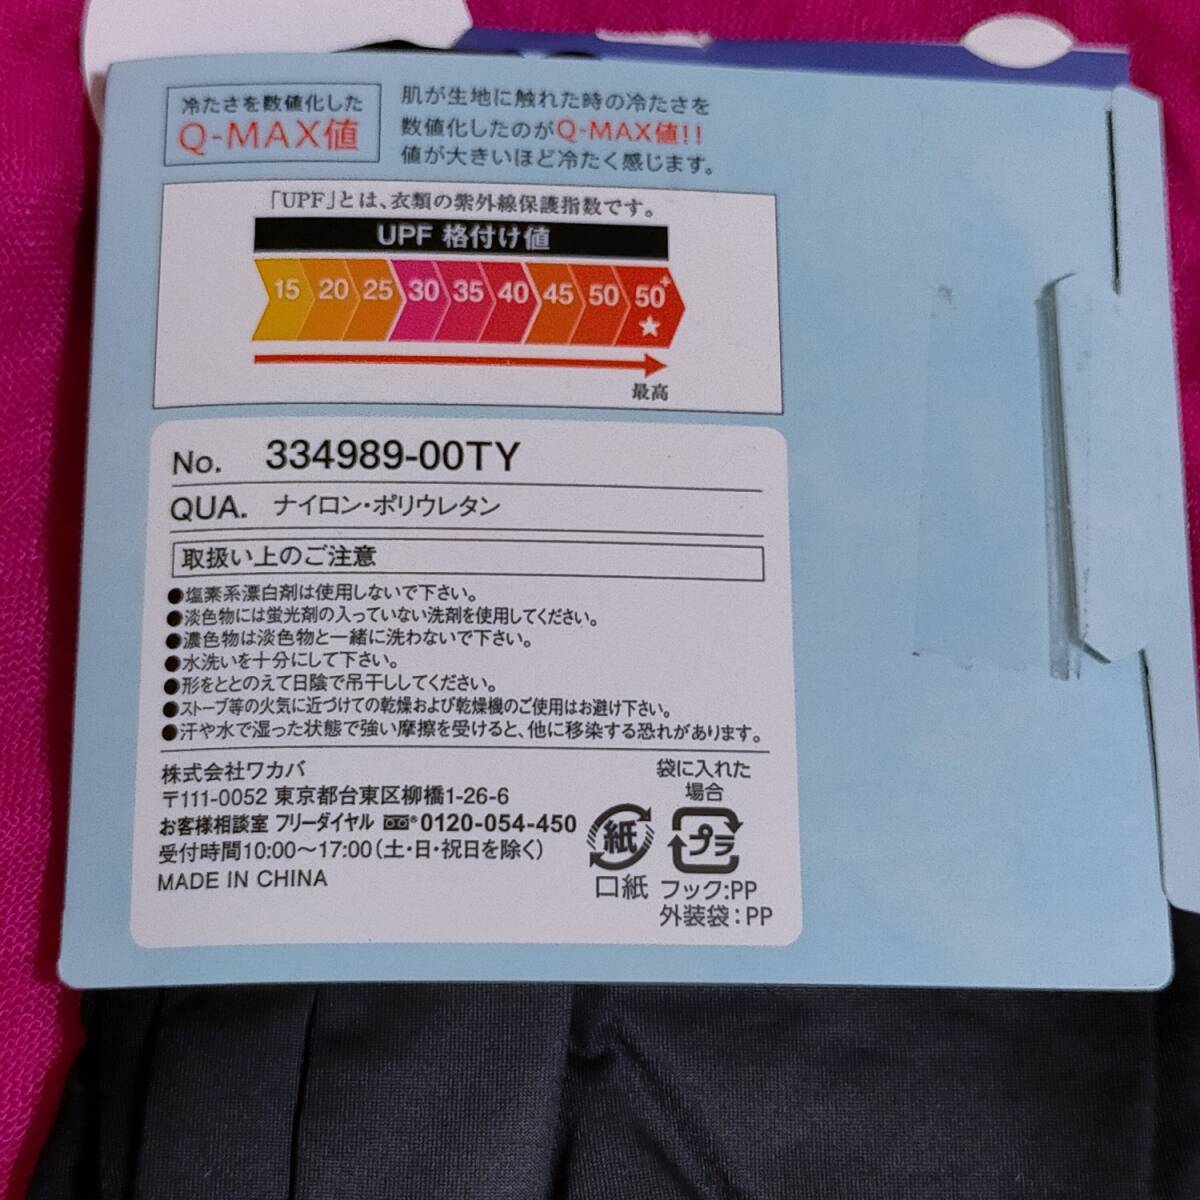 冷たさを数値化した
Q-MAX値
肌が生地に触れた時の冷たさを
数値化したのがQ-MAX値!!
値が大きいほど冷たく感じます。
「UPF」とは、衣類の紫外線保護指数です。
UPF 格付け値
15 20 25 30 35 40 45 50 50+
★
最高
No. 334989-00TY
QUA. ナイロン・ポリウレタン
取扱い上のご注意
●塩素系漂白剤は使用しないで下さい。
●淡色物には蛍光剤の入っていない洗剤を使用してください。
●濃色物は淡色物と一緒に洗わないで下さい。
●水洗いを十分にして下さい。
●形をととのえて日陰で吊干ししてください。
●ストーブ等の火気に近づけての乾燥および乾燥機のご使用はお避け下さい。
●汗や水で湿った状態で強い摩擦を受けると、他に移染する恐れがあります。
株式会社ワカバ
〒111-0052 東京都台東区柳橋1-26-6
お客様相談室 フリーダイヤル 0120-054-450
受付時間10:00〜17:00(土・日・祝日を除く)
MADE IN CHINA
袋に入れた
場合
紙
プラ
口紙
フック:PP
外装袋:PP